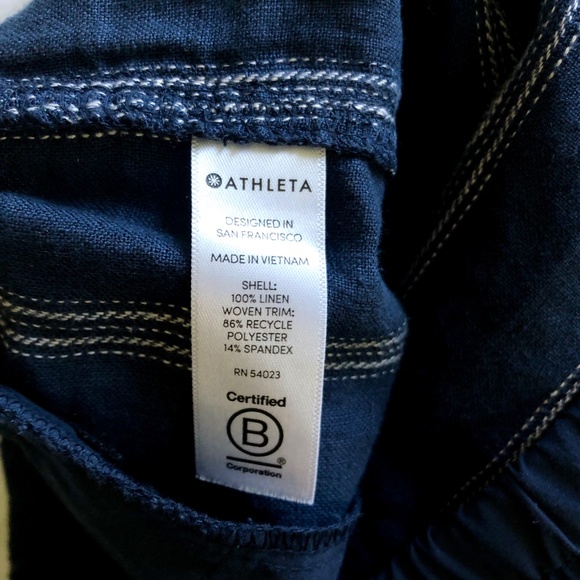 ATHLETA
DESIGNED IN
SAN FRANCISCO
MADE IN VIETNAM
SHELL:
100% LINEN
WOVEN TRIM:
86% RECYCLE
POLYESTER
14% SPANDEX
RN 54023
Certified
B
®
Corporation